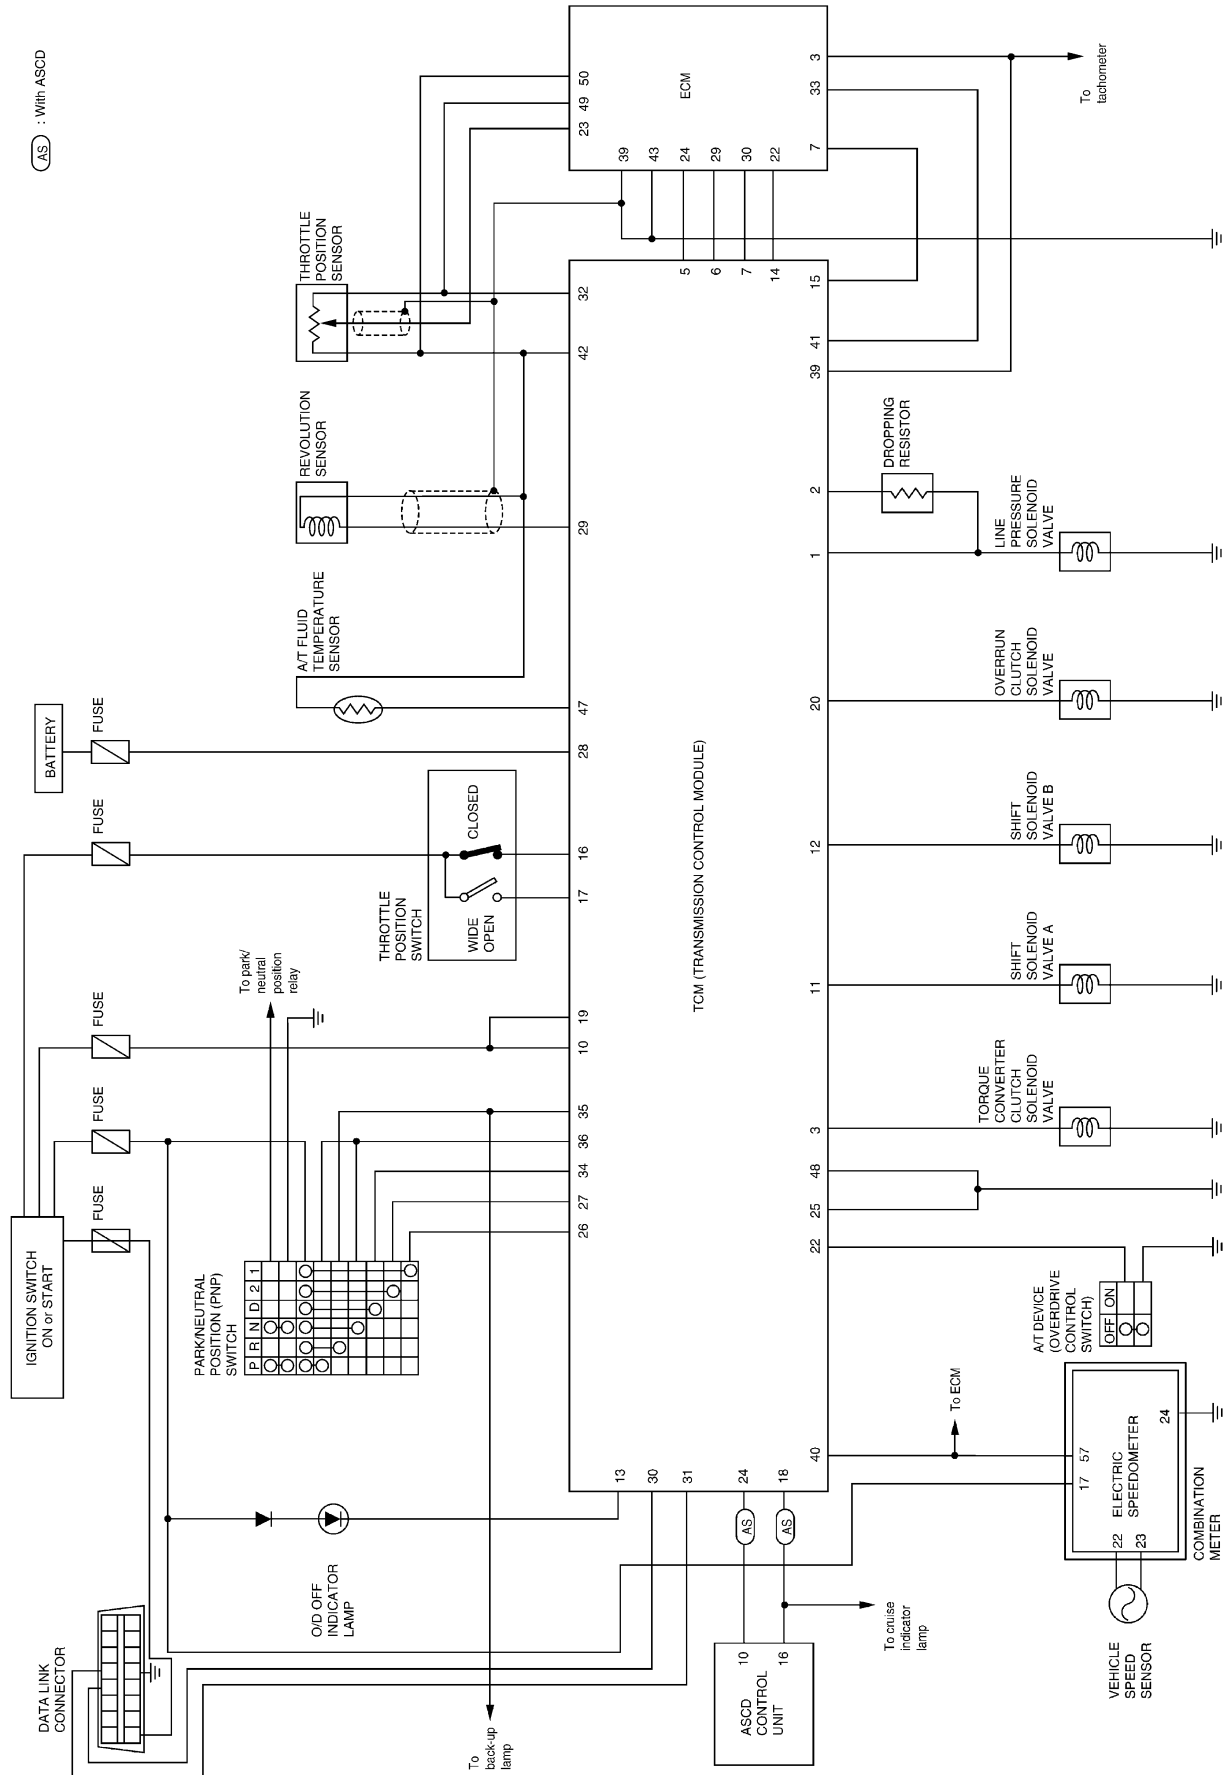 AS : With ASCD
ECM
50
49
23
39
43
24
29
30
22
3
33
7
To
tachometer
THROTTLE
POSITION
SENSOR
REVOLUTION
SENSOR
A/T FLUID
TEMPERATURE
SENSOR
BATTERY
FUSE
FUSE
THROTTLE
POSITION
SWITCH
CLOSED
WIDE
OPEN
To park/
neutral
position
relay
FUSE
FUSE
FUSE
IGNITION SWITCH
ON or START
PARK/NEUTRAL
POSITION (PNP)
SWITCH
P R N D 2 1
O/D OFF
INDICATOR
LAMP
DATA LINK
CONNECTOR
To
back-up
lamp
TCM (TRANSMISSION CONTROL MODULE)
32
42
29
47
28
16
17
19
10
35
36
34
27
26
5
6
7
14
15
41
39
2
1
20
12
11
3
48
25
22
40
13
30
31
24
18
DROPPING
RESISTOR
LINE
PRESSURE
SOLENOID
VALVE
OVERRUN
CLUTCH
SOLENOID
VALVE
SHIFT
SOLENOID
VALVE B
SHIFT
SOLENOID
VALVE A
TORQUE
CONVERTER
CLUTCH
SOLENOID
VALVE
A/T DEVICE
(OVERDRIVE
CONTROL
SWITCH)
OFF ON
To ECM
AS
AS
ASCD
CONTROL
UNIT
10
16
To cruise
indicator
lamp
17
57
24
ELECTRIC
SPEEDOMETER
22
23
COMBINATION
METER
VEHICLE
SPEED
SENSOR